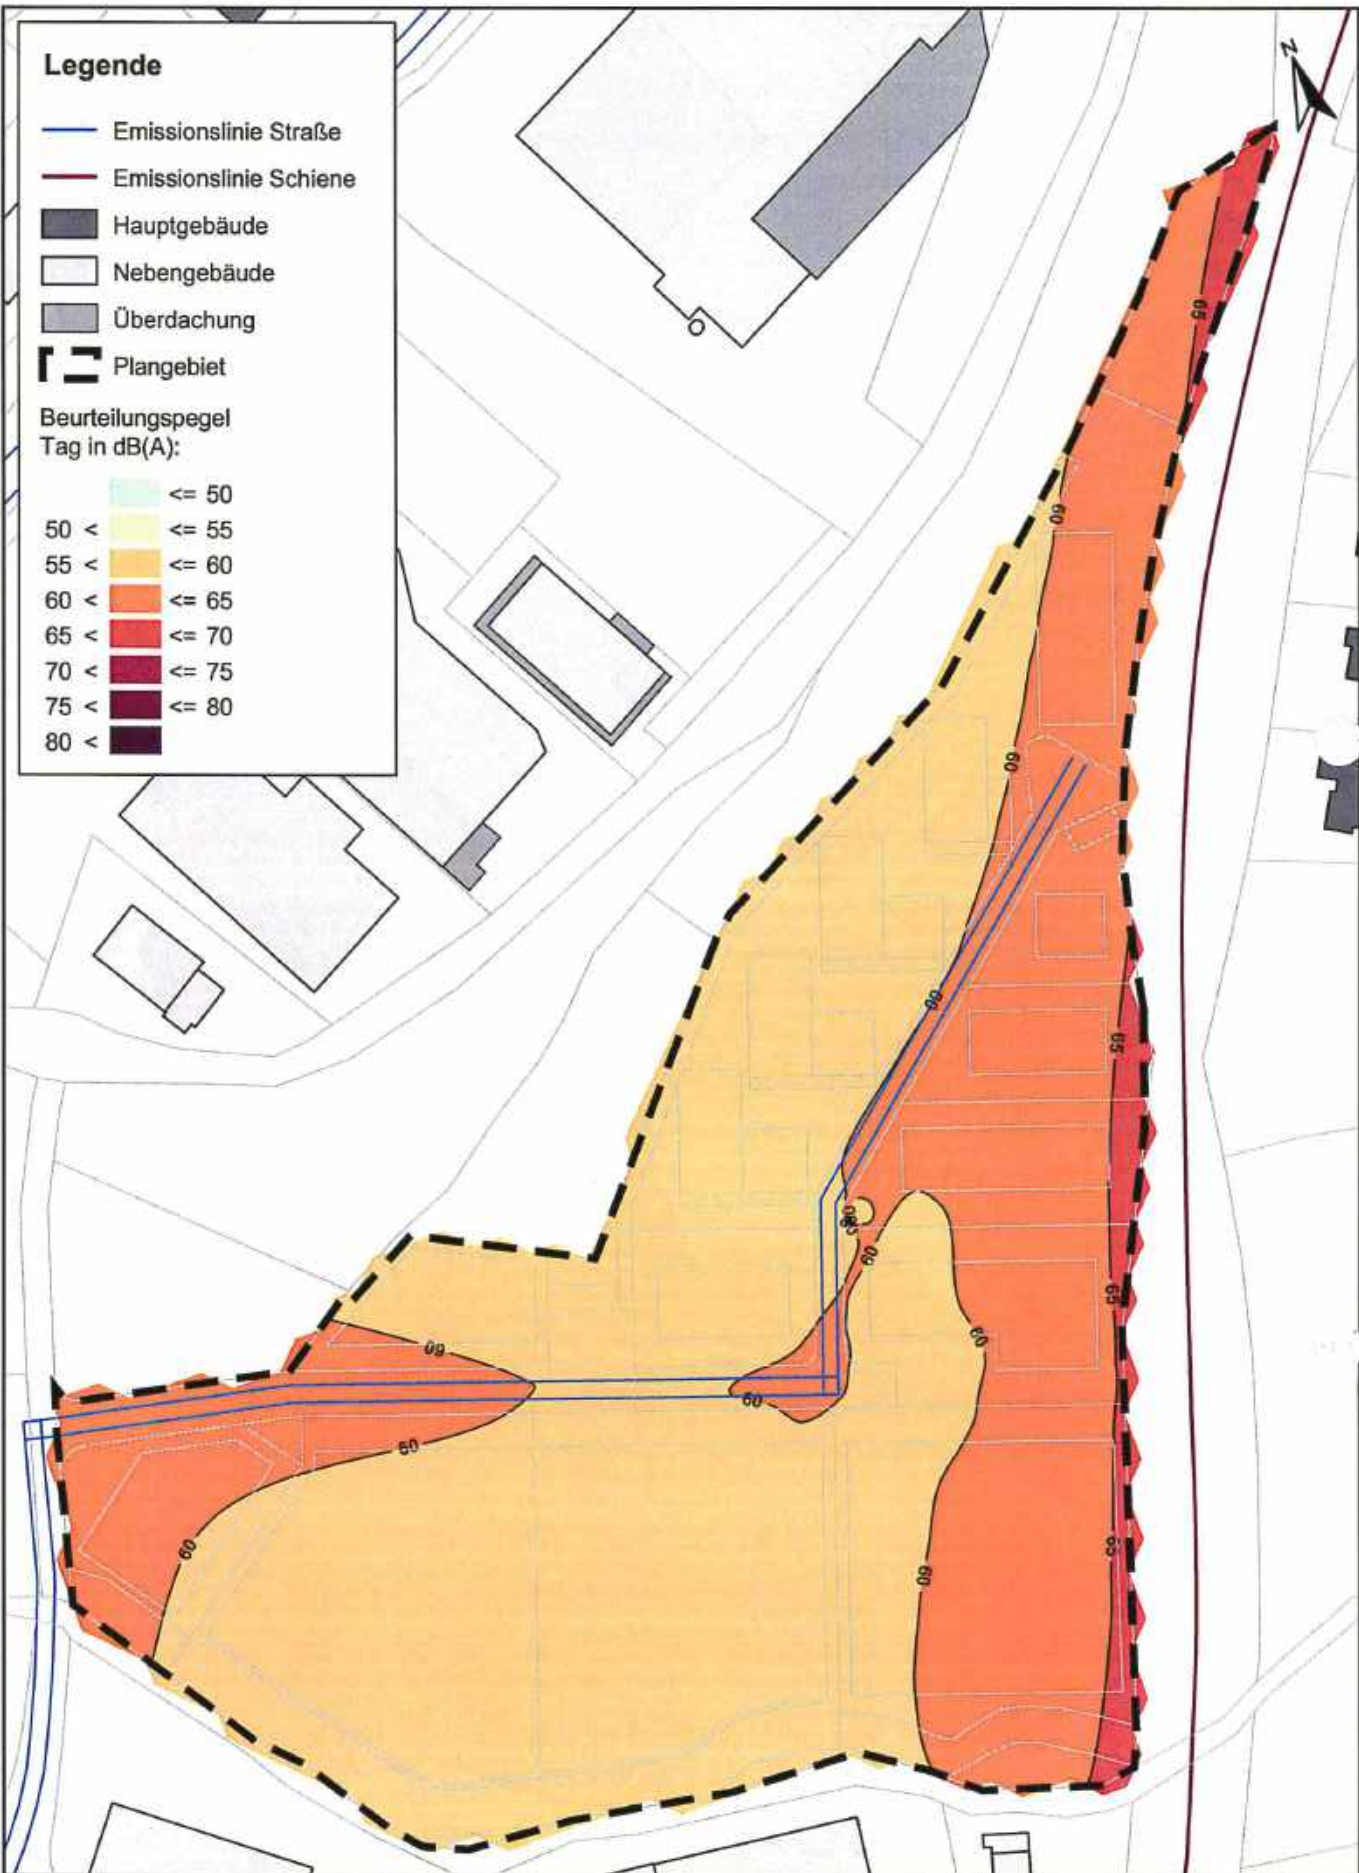 Legende
Emissionslinie Straße
Emissionslinie Schiene
Hauptgebäude
Nebengebäude
Überdachung
Plangebiet
Beurteilungspegel
Tag in dB(A):
<= 50
50 < <= 55
55 < <= 60
60 < <= 65
65 < <= 70
70 < <= 75
75 < <= 80
80 <
N
65
60
60
60
65
60
65
60
60
60
60
60
65
60
60